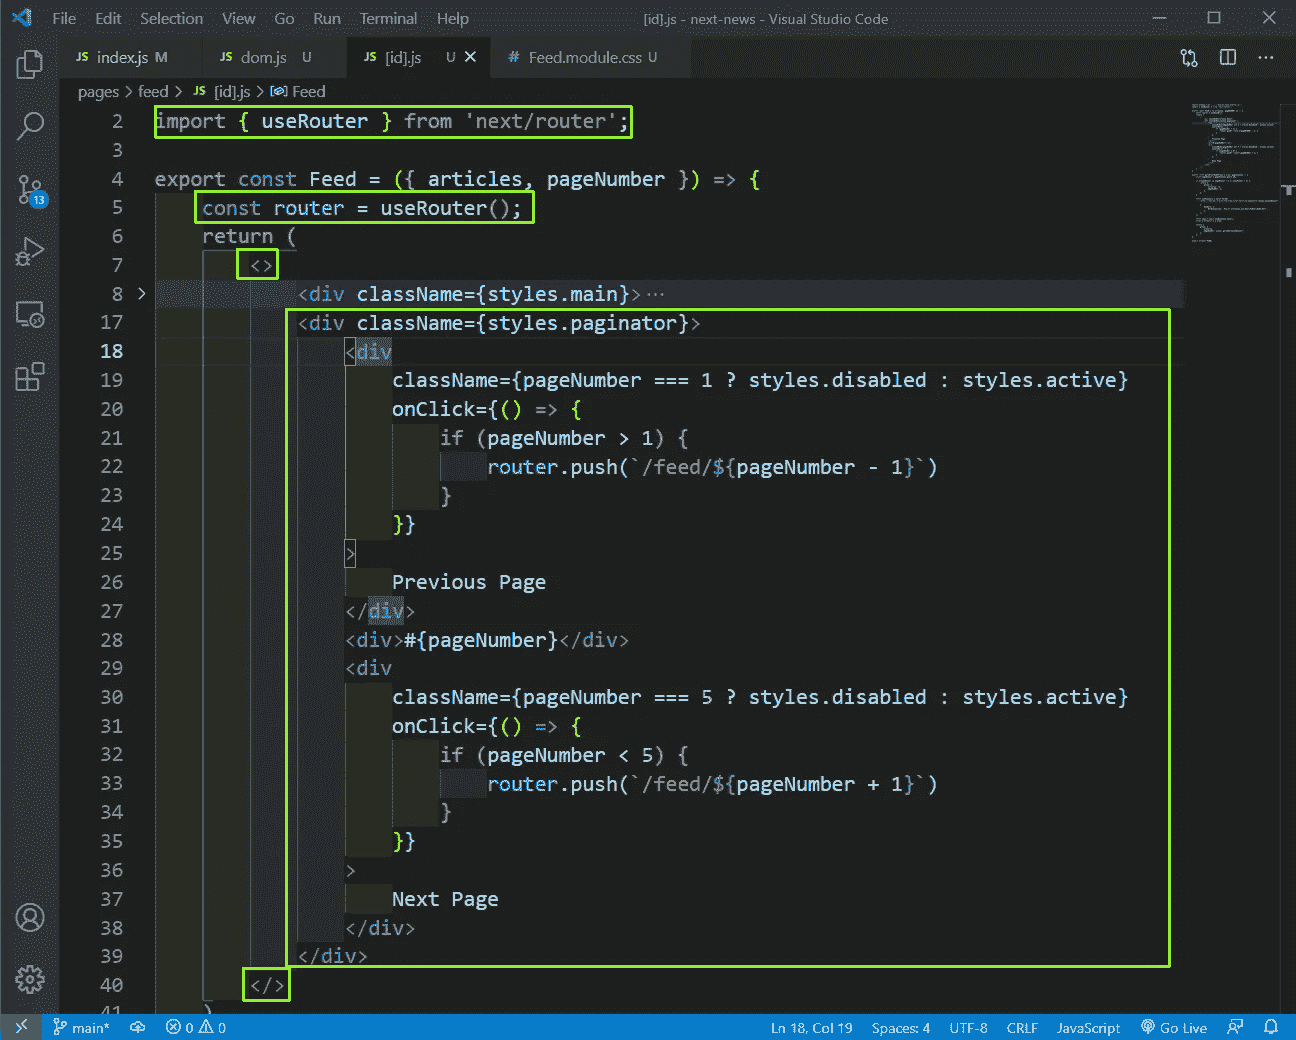 File Edit Selection View Go Run Terminal Help [id].js - next-news - Visual Studio Code
JS index.js M JS dom.js U JS [id].js U # Feed.module.css U
pages > feed > JS [id].js > Feed
2 import { useRouter } from 'next/router';
3
4 export const Feed = ({ articles, pageNumber }) => {
5 const router = useRouter();
6 return (
7 <>
8 <div className={styles.main}>···
17 <div className={styles.paginator}>
18 <div
19 className={pageNumber === 1 ? styles.disabled : styles.active}
20 onClick={() => {
21 if (pageNumber > 1) {
22 router.push(`/feed/${pageNumber - 1}`)
23 }
24 }}
25 >
26 Previous Page
27 </div>
28 <div>#{pageNumber}</div>
29 <div
30 className={pageNumber === 5 ? styles.disabled : styles.active}
31 onClick={() => {
32 if (pageNumber < 5) {
33 router.push(`/feed/${pageNumber + 1}`)
34 }
35 }}
36 >
37 Next Page
38 </div>
39 </div>
40 </>
41 )
13
main* 0 0 Ln 18, Col 19 Spaces: 4 UTF-8 CRLF JavaScript Go Live